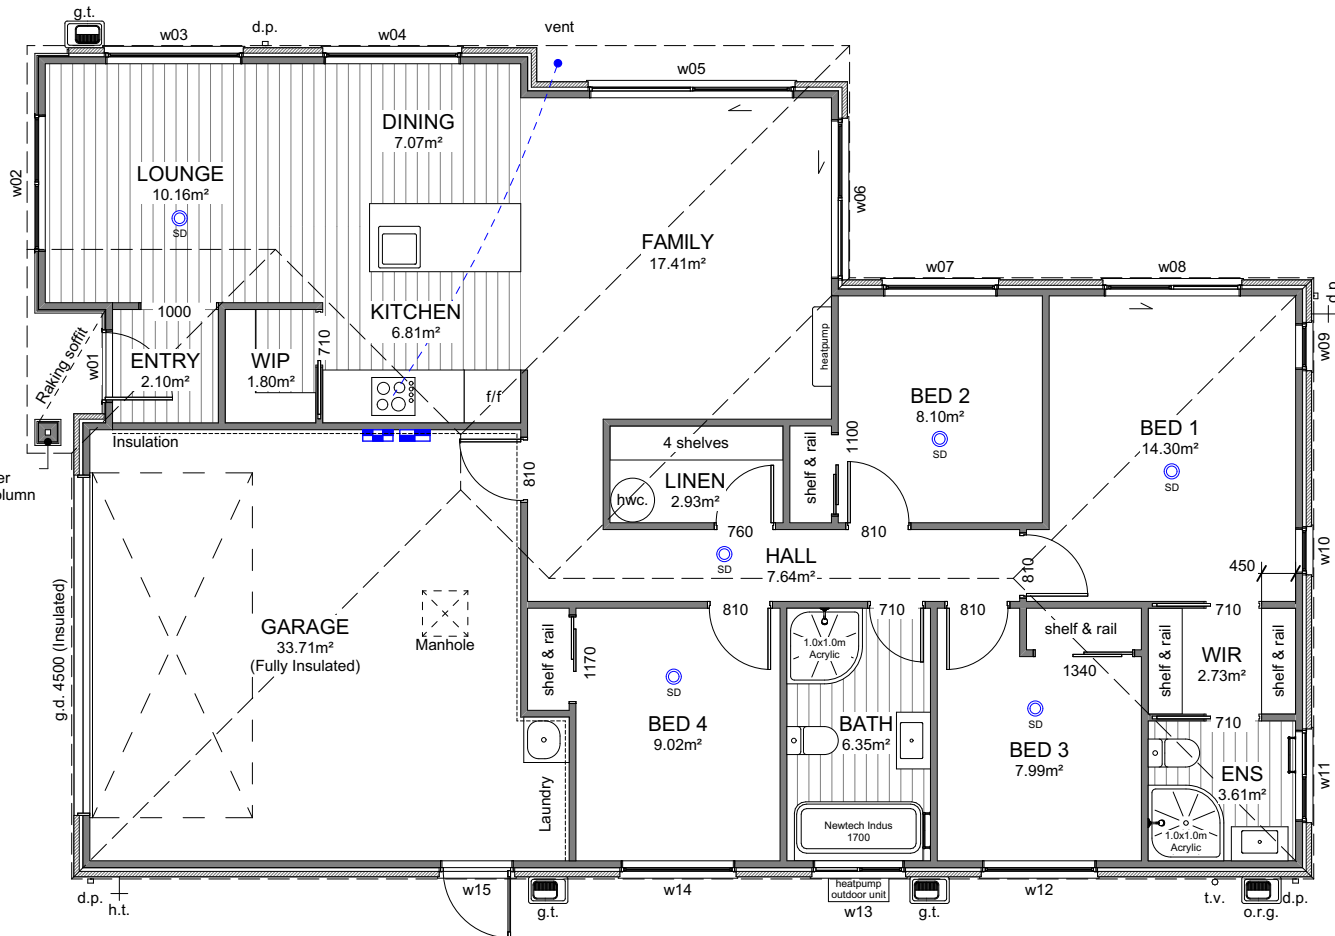 g.t.
w03
d.p.
w04
vent
w05
w02
DINING
7.07m²
LOUNGE
10.16m²
SD
w06
FAMILY
17.41m²
w07
w08
d.p.
1000
KITCHEN
6.81m²
Raking soffit
w01
ENTRY
2.10m²
WIP
1.80m²
710
f/f
heatpump
w09
BED 2
8.10m²
SD
BED 1
14.30m²
SD
Insulation
4 shelves
1100
shelf & rail
er
olumn
810
LINEN
2.93m²
hwc.
760
810
HALL
7.64m²
SD
810
w10
450
g.d. 4500 (Insulated)
GARAGE
33.71m²
(Fully Insulated)
Manhole
810
710
810
710
shelf & rail
1170
1.0x1.0m
Acrylic
shelf & rail
1340
shelf & rail
WIR
2.73m²
shelf & rail
SD
BED 4
9.02m²
BATH
6.35m²
SD
BED 3
7.99m²
710
ENS
3.61m²
w11
Laundry
Newtech Indus
1700
1.0x1.0m
Acrylic
d.p.
h.t.
w15
g.t.
w14
heatpump
outdoor unit
w13
g.t.
w12
t.v.
o.r.g.
d.p.